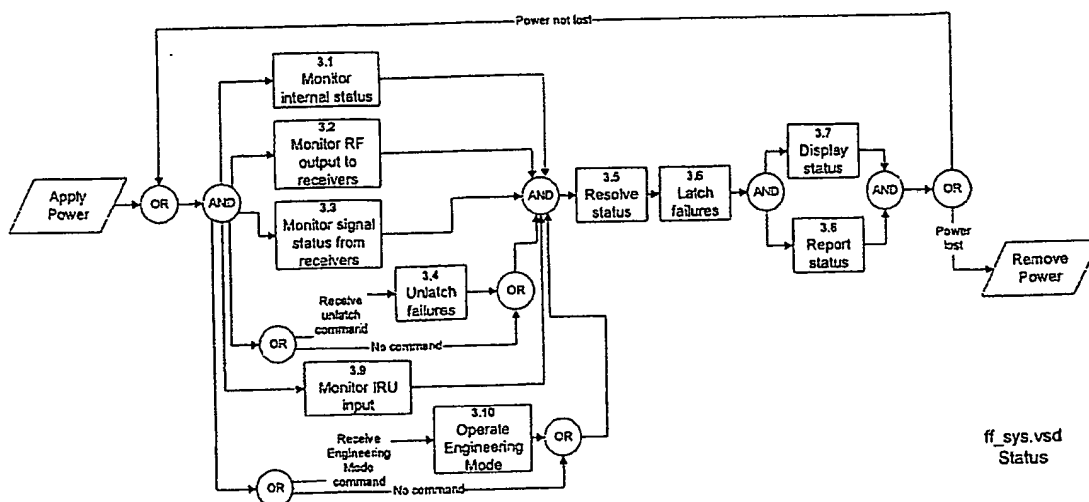 Power not lost
3.1
Monitor
internal status
3.2
Monitor RF
output to
receivers
3.3
Monitor signal
status from
receivers
Apply
Power
OR
AND
AND
3.5
Resolve
status
3.6
Latch
failures
AND
3.7
Display
status
AND
OR
3.8
Report
status
Power
lost
Remove
Power
Receive
unlatch
command
3.4
Unlatch
failures
OR
OR
No command
3.9
Monitor IRU
input
Receive
Engineering
Mode
command
3.10
Operate
Engineering
Mode
OR
OR
No command
ff_sys.vsd
Status